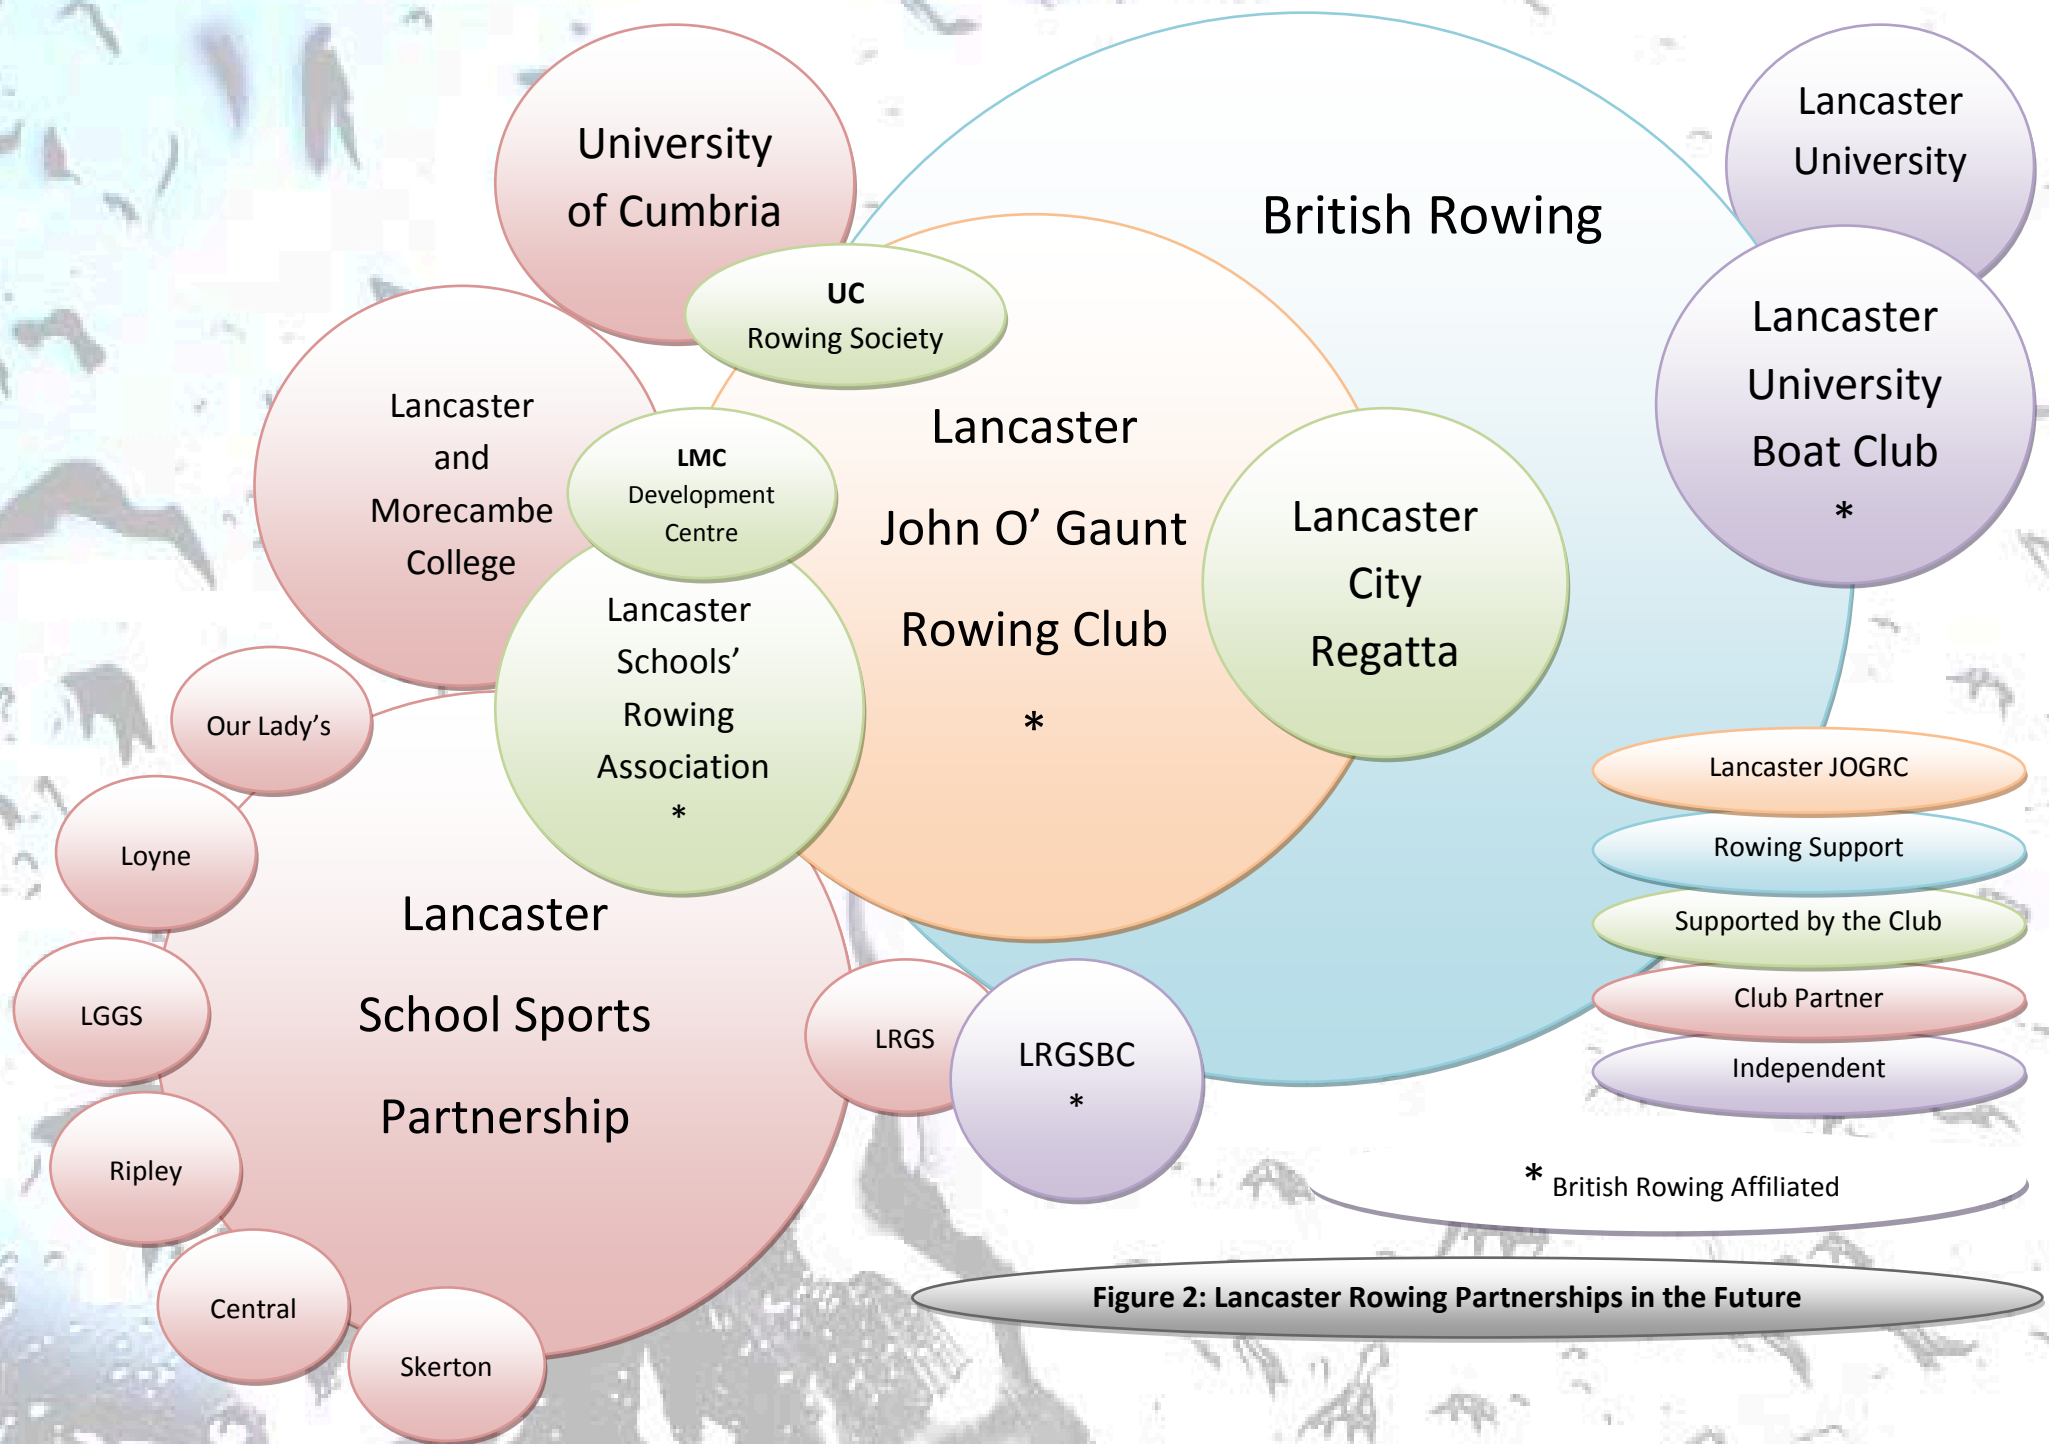 University
of Cumbria
British Rowing
Lancaster
University
UC
Rowing Society
Lancaster
University
Boat Club
*
Lancaster
and
Morecambe
College
LMC
Development
Centre
Lancaster
John O’ Gaunt
Rowing Club
*
Lancaster
City
Regatta
Lancaster
Schools’
Rowing
Association
*
Our Lady’s
Loyne
LGGS
Ripley
Central
Skerton
Lancaster
School Sports
Partnership
LRGS
LRGSBC
*
Lancaster JOGRC
Rowing Support
Supported by the Club
Club Partner
Independent
* British Rowing Affiliated
Figure 2: Lancaster Rowing Partnerships in the Future